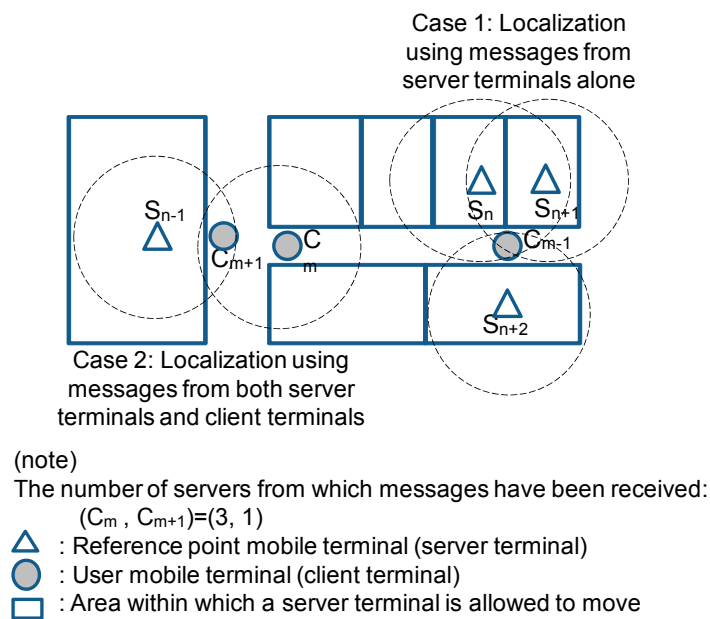 Case 1: Localization
using messages from
server terminals alone
Sn-1
Sn
Sn+1
Cm+1
C
m
Cm-1
Sn+2
Case 2: Localization using
messages from both server
terminals and client terminals
(note)
The number of servers from which messages have been received:
(Cm , Cm+1)=(3, 1)
: Reference point mobile terminal (server terminal)
: User mobile terminal (client terminal)
: Area within which a server terminal is allowed to move